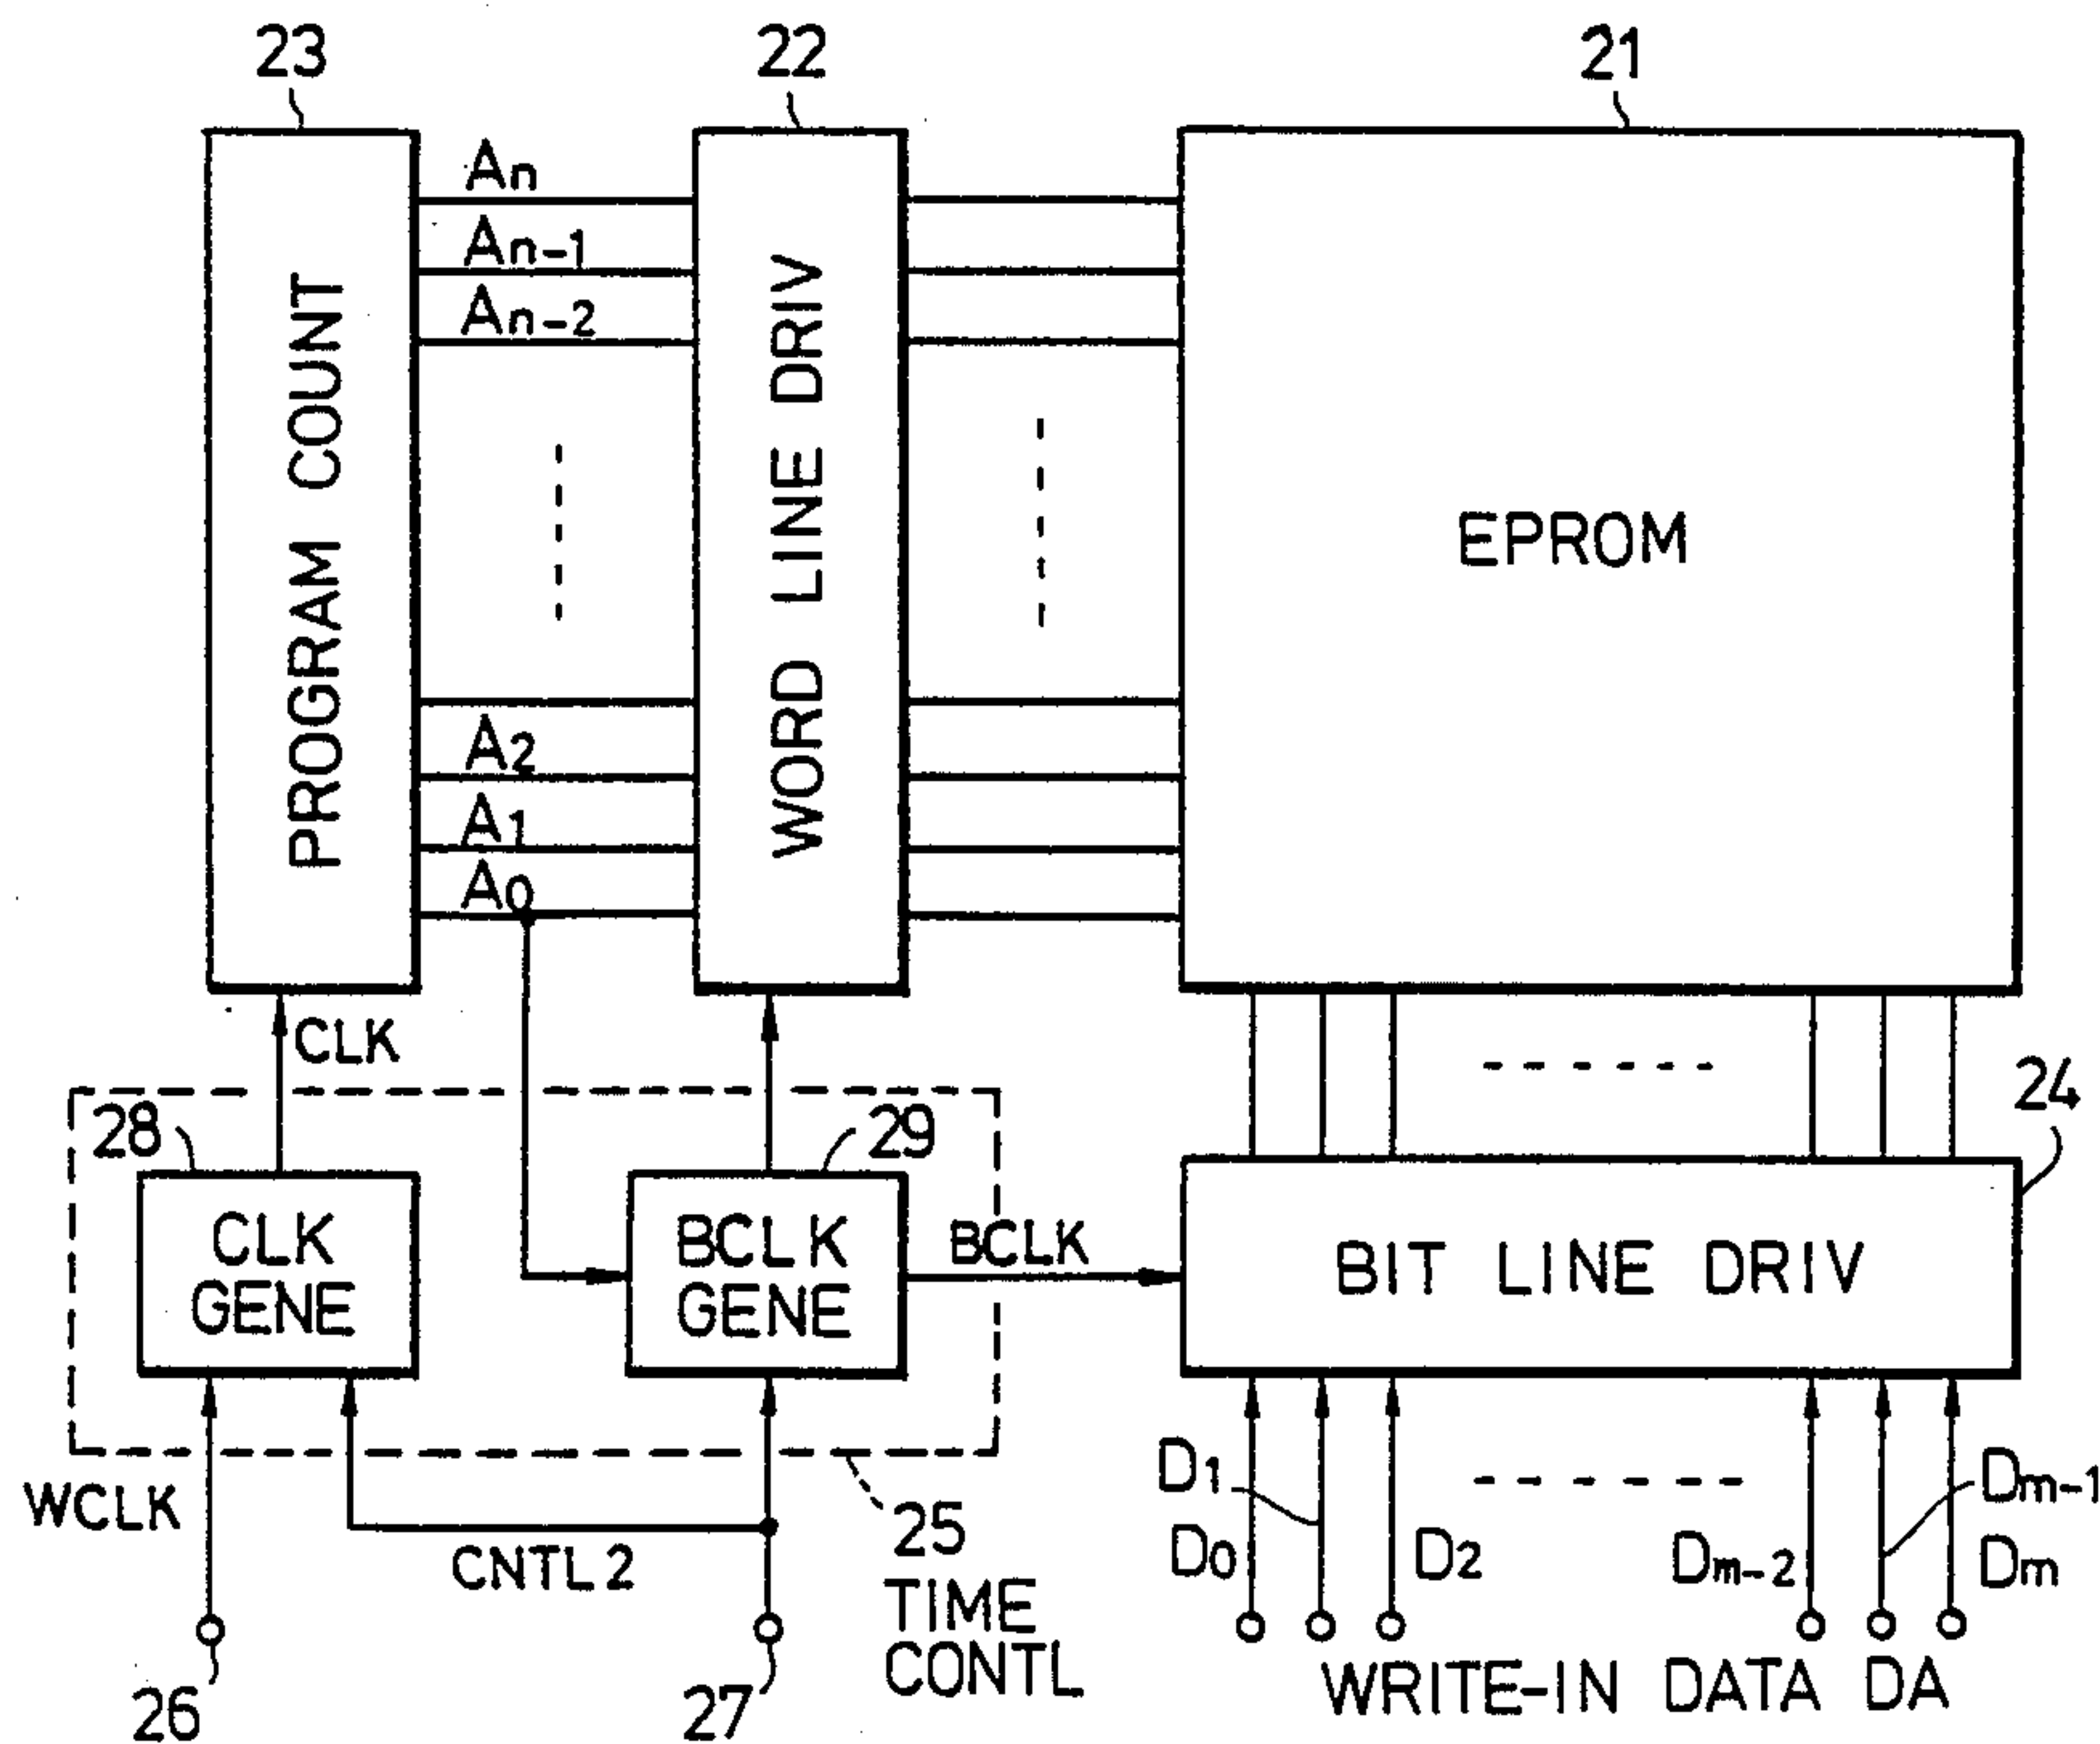 23
22
21
An
An-1
An-2
PROGRAM COUNT
WORD LINE DRIV
EPROM
A2
A1
A0
CLK
28
29
24
CLK
GENE
BCLK
GENE
BCLK
BIT LINE DRIV
WCLK
CNTL2
25
TIME
CONTL
D1
D0
D2
Dm-2
Dm-1
Dm
26
27
WRITE-IN DATA DA